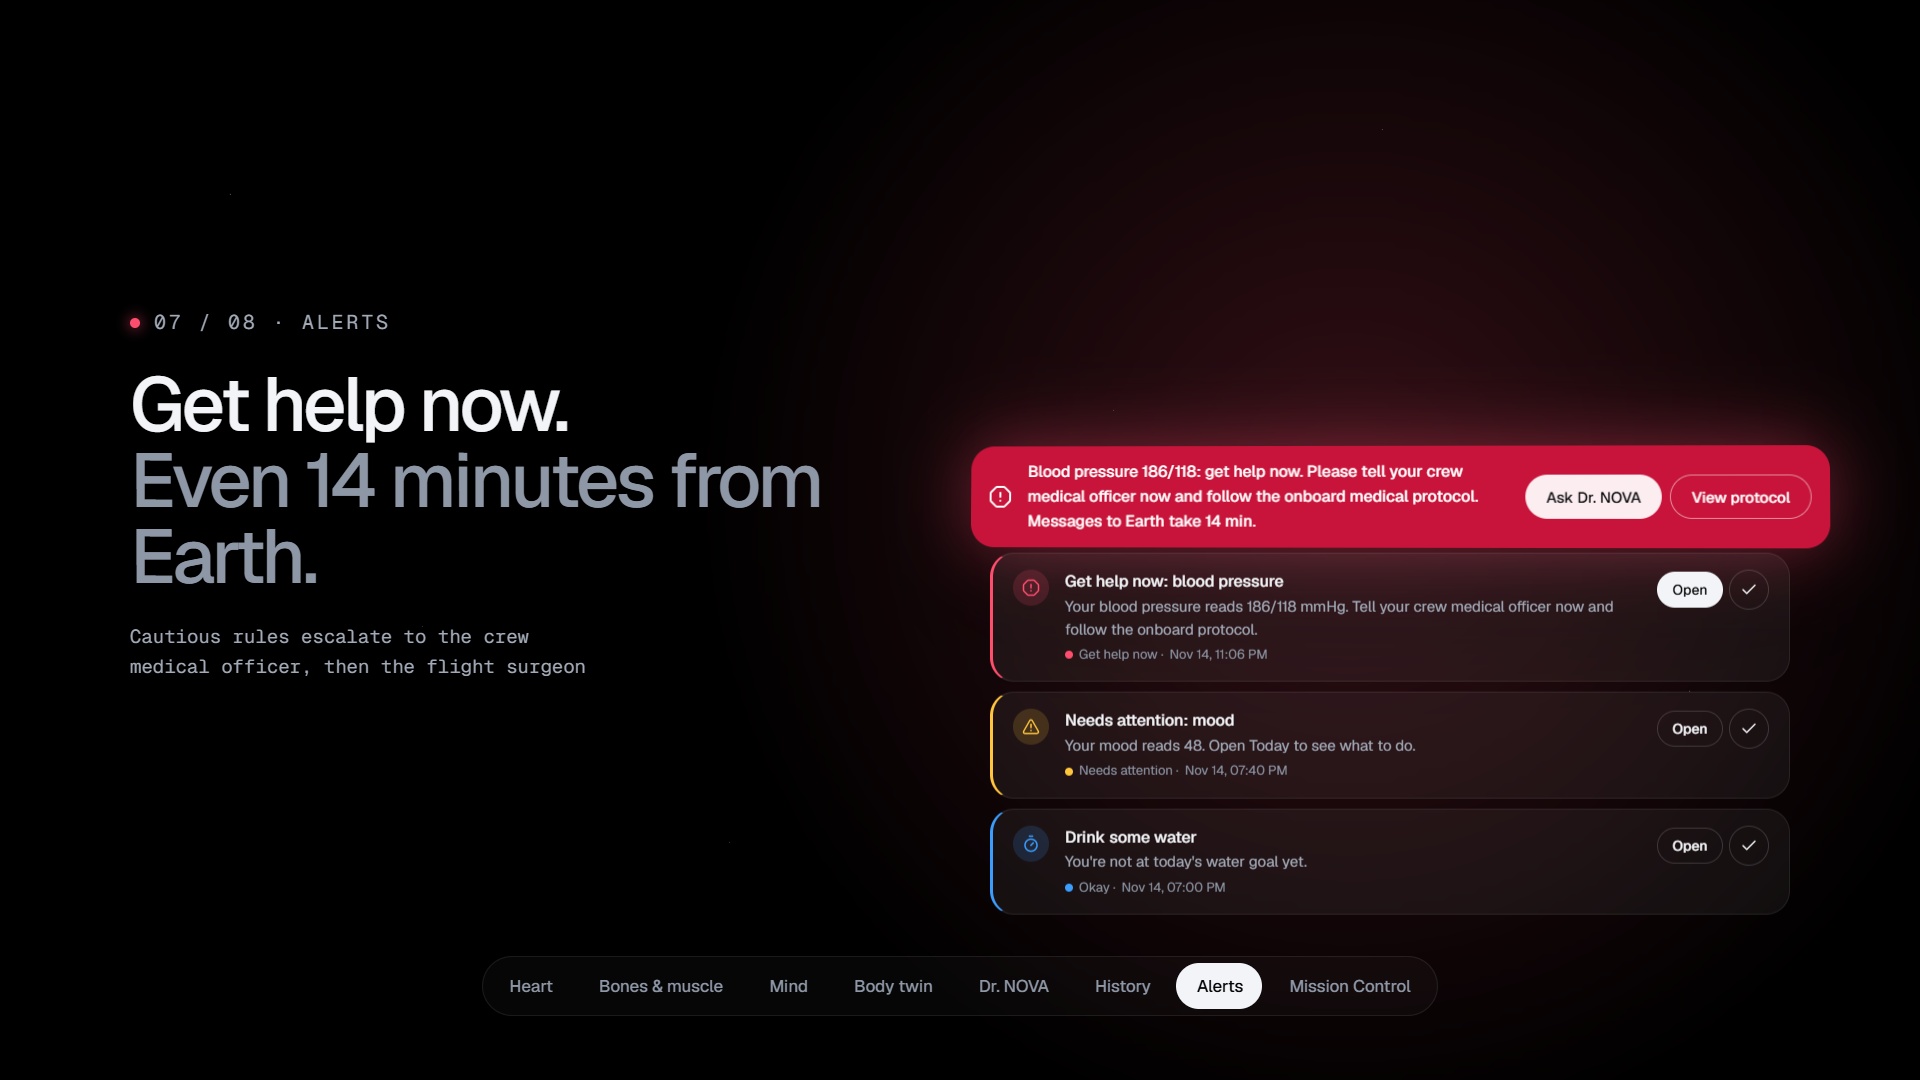 07 / 08 · ALERTS
Get help now.
Even 14 minutes from
Earth.
Cautious rules escalate to the crew
medical officer, then the flight surgeon
Blood pressure 186/118: get help now. Please tell your crew
medical officer now and follow the onboard medical protocol.
Messages to Earth take 14 min.
Ask Dr. NOVA
View protocol
Get help now: blood pressure
Your blood pressure reads 186/118 mmHg. Tell your crew medical officer now and
follow the onboard protocol.
Get help now · Nov 14, 11:06 PM
Open
Needs attention: mood
Your mood reads 48. Open Today to see what to do.
Needs attention · Nov 14, 07:40 PM
Open
Drink some water
You're not at today's water goal yet.
Okay · Nov 14, 07:00 PM
Open
Heart Bones & muscle Mind Body twin Dr. NOVA History Alerts Mission Control